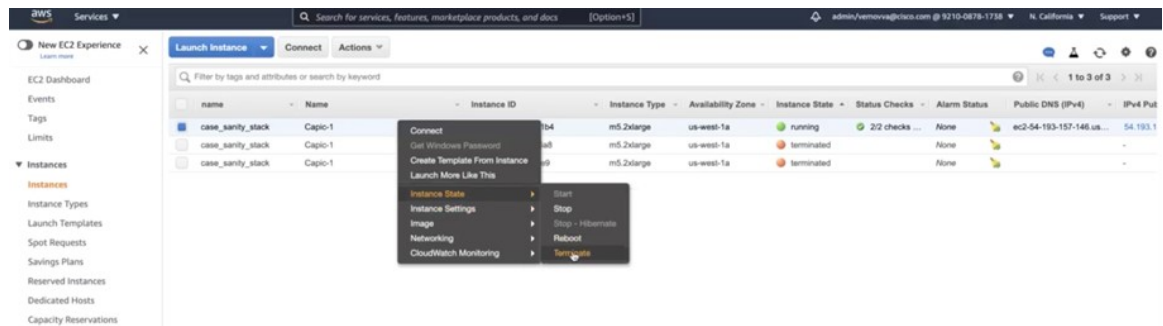 aws Services Search for services, features, marketplace products, and docs [Option+S] admin/vemovva@cisco.com @ 9210-0878-1738 N. California Support
New EC2 Experience
Learn more
Launch Instance Connect Actions
EC2 Dashboard
Filter by tags and attributes or search by keyword 1 to 3 of 3
Events
Tags
Limits
name Name Instance ID Instance Type Availability Zone Instance State Status Checks Alarm Status Public DNS (IPv4) IPv4 Pub
case_sanity_stack Capic-1 1b4 m5.2xlarge us-west-1a running 2/2 checks ... None ec2-54-193-157-146.us... 54.193.1
case_sanity_stack Capic-1 a8 m5.2xlarge us-west-1a terminated None -
case_sanity_stack Capic-1 e9 m5.2xlarge us-west-1a terminated None -
Connect
Get Windows Password
Create Template From Instance
Launch More Like This
Instance State
Instance Settings
Image
Networking
CloudWatch Monitoring
Start
Stop
Stop - Hibernate
Reboot
Terminate
Instances
Instances
Instance Types
Launch Templates
Spot Requests
Savings Plans
Reserved Instances
Dedicated Hosts
Capacity Reservations